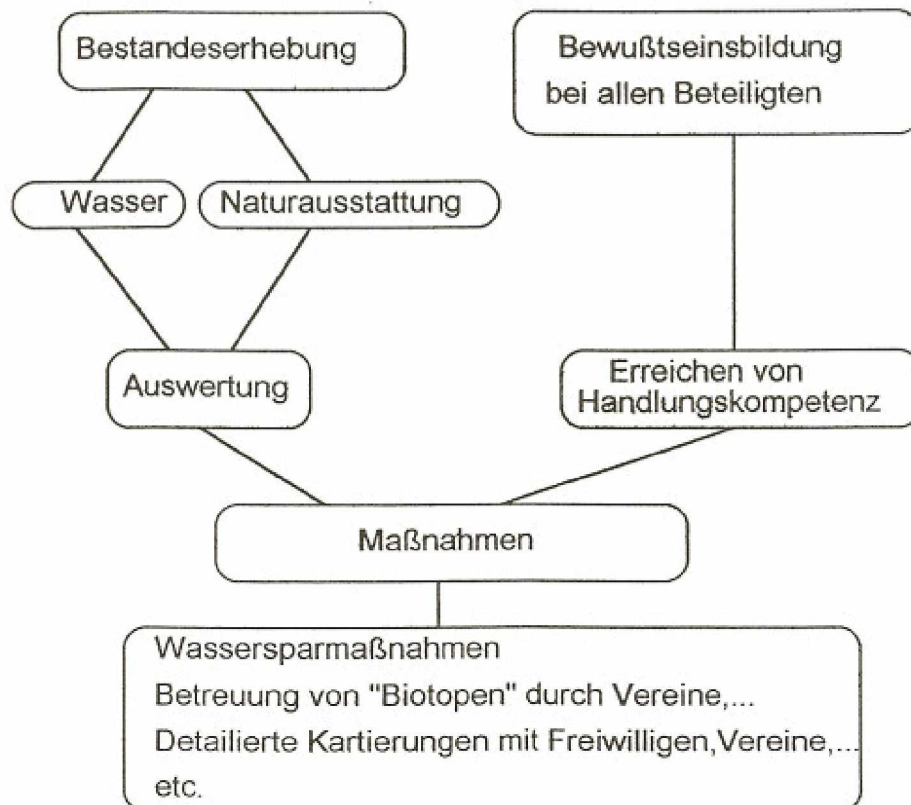 Bestandeserhebung
Bewußtseinsbildung
bei allen Beteiligten
Wasser
Naturausstattung
Auswertung
Erreichen von
Handlungskompetenz
Maßnahmen
Wassersparmaßnahmen
Betreuung von "Biotopen" durch Vereine,...
Detailierte Kartierungen mit Freiwilligen,Vereine,...
etc.